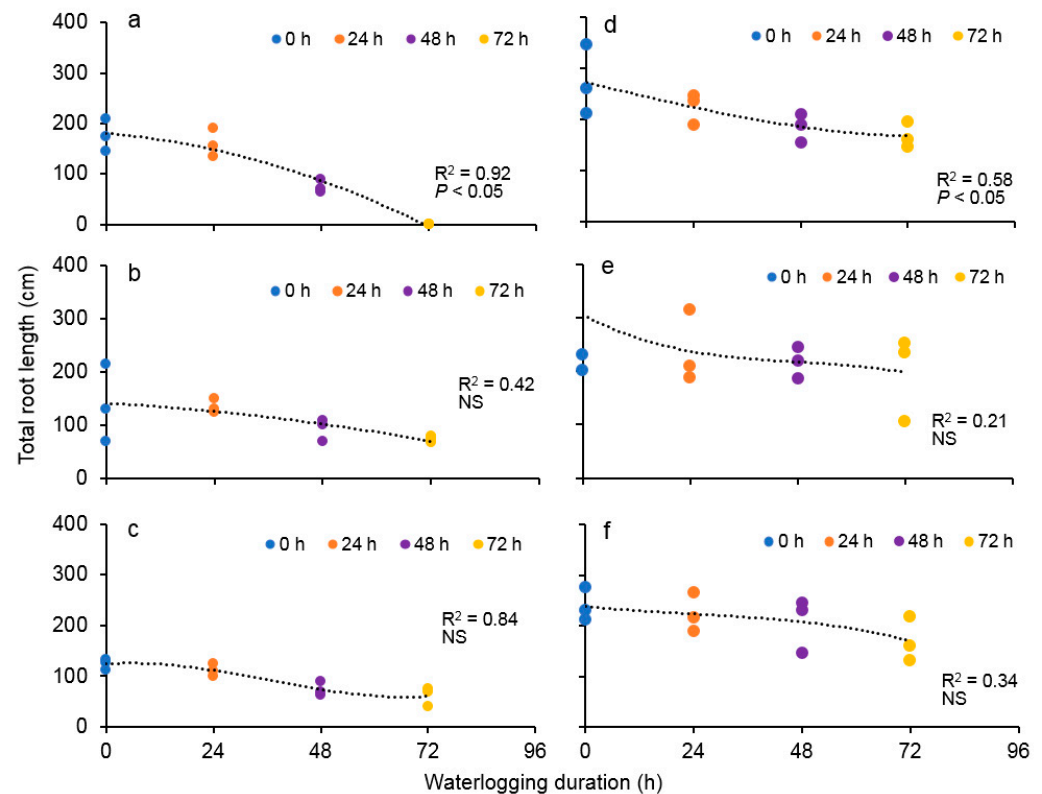 a
0 h 24 h 48 h 72 h
400
300
200
100
0
R² = 0.92
P < 0.05
d
0 h 24 h 48 h 72 h
R² = 0.58
P < 0.05
Total root length (cm)
b
0 h 24 h 48 h 72 h
400
300
200
100
0
R² = 0.42
NS
e
0 h 24 h 48 h 72 h
R² = 0.21
NS
c
0 h 24 h 48 h 72 h
400
300
200
100
0
R² = 0.84
NS
0 24 48 72 96
f
0 h 24 h 48 h 72 h
R² = 0.34
NS
0 24 48 72 96
Waterlogging duration (h)